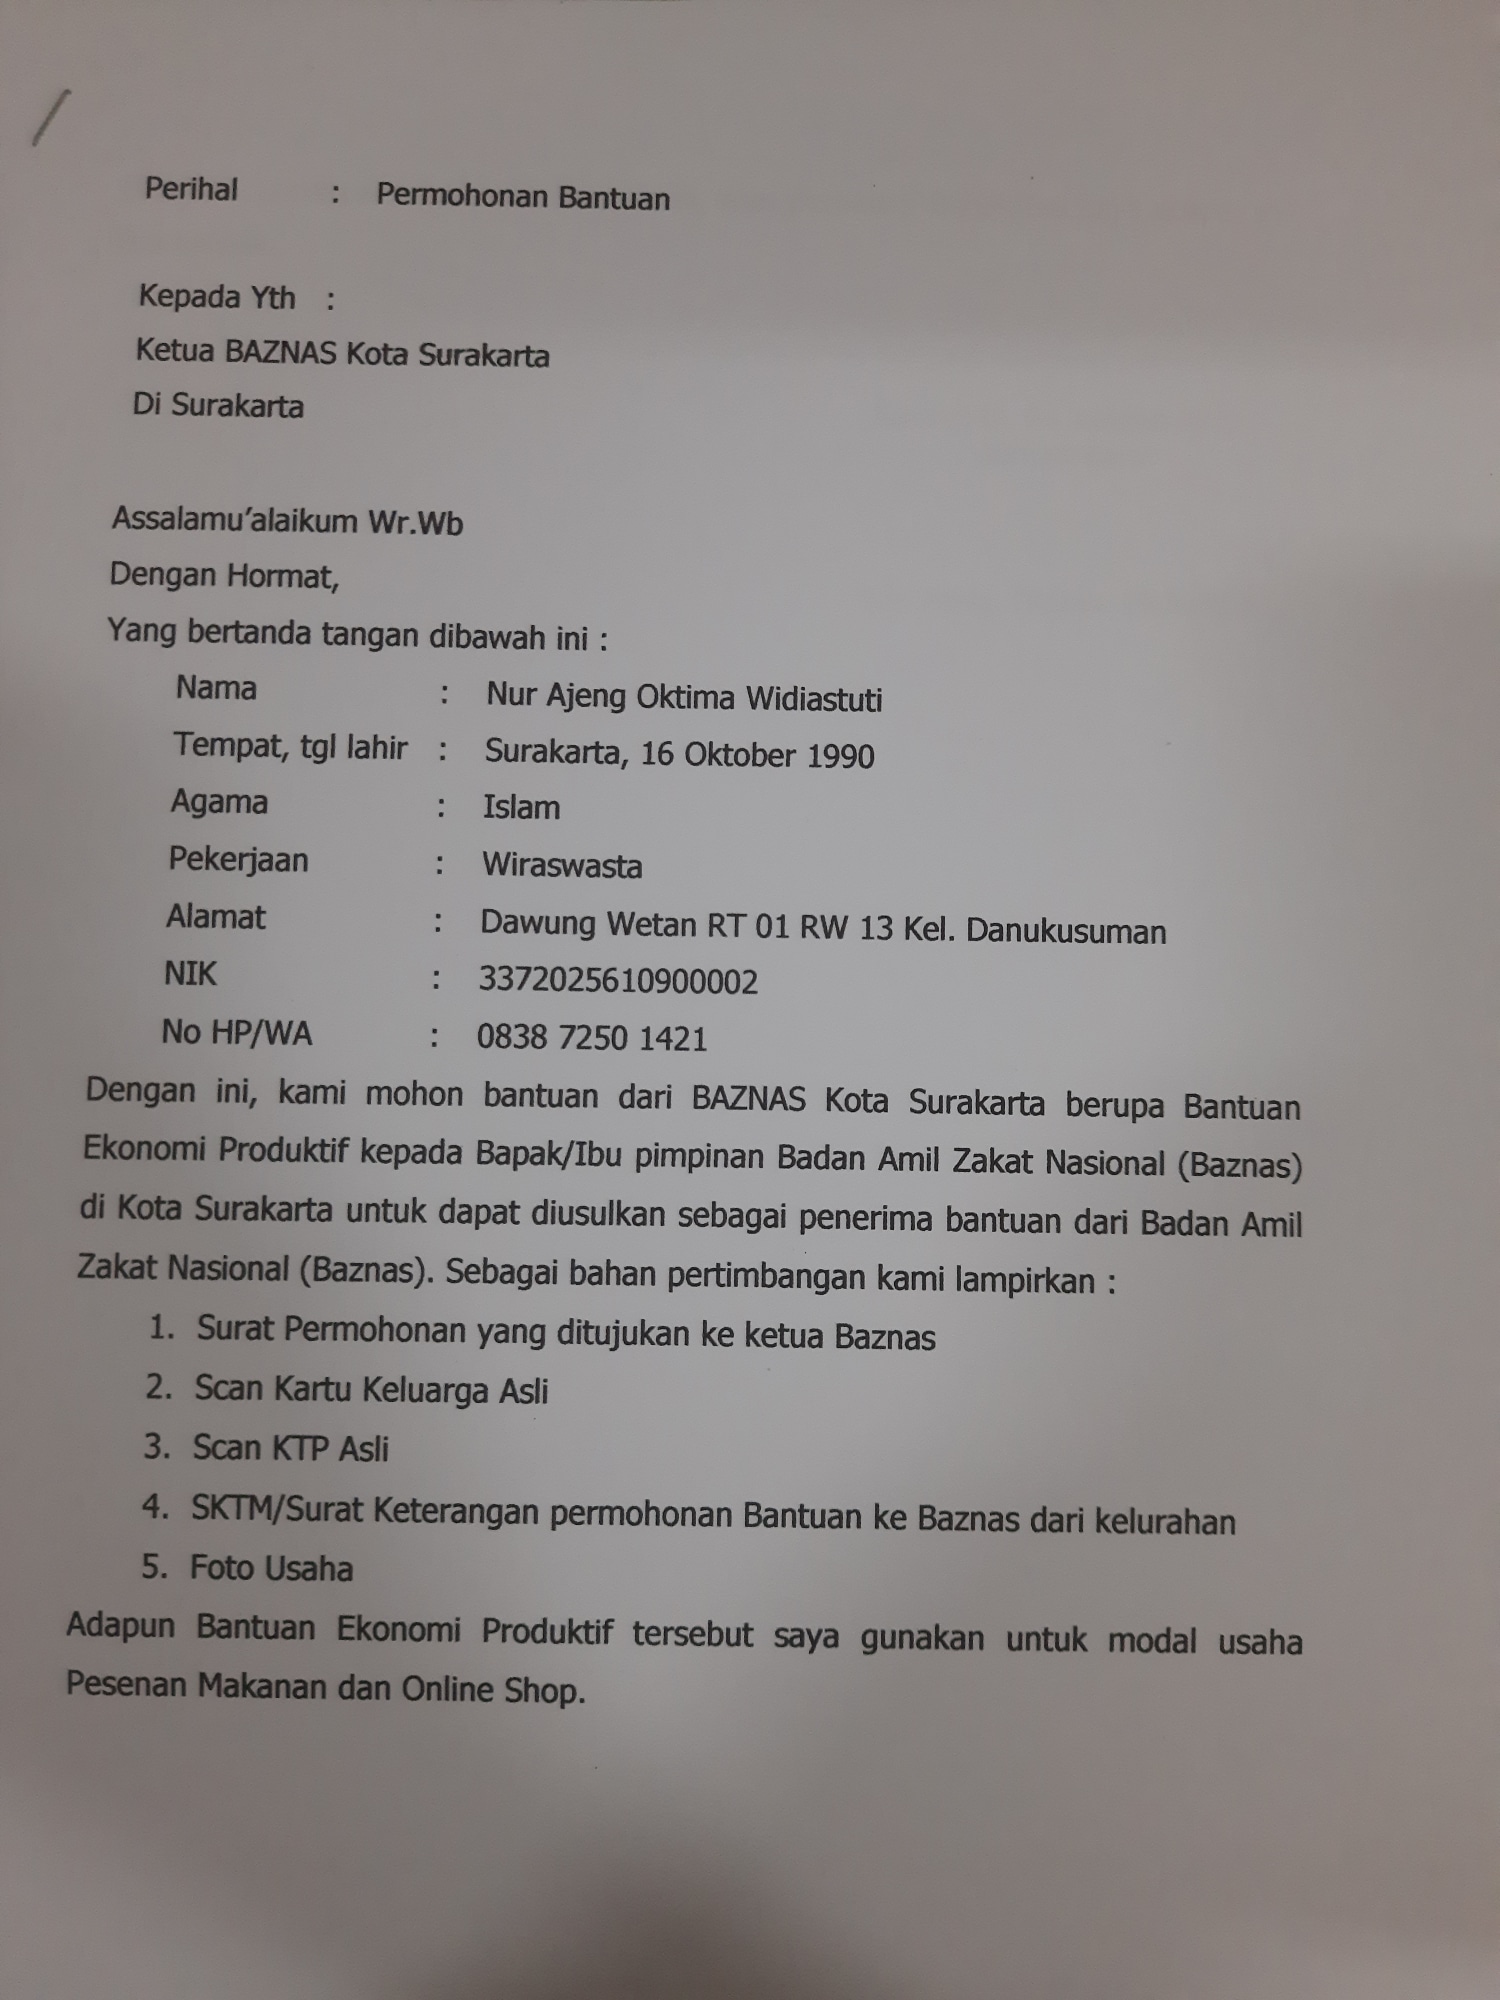 Perihal : Permohonan Bantuan
Kepada Yth :
Ketua BAZNAS Kota Surakarta
Di Surakarta
Assalamu'alaikum Wr.Wb
Dengan Hormat,
Yang bertanda tangan dibawah ini :
Nama : Nur Ajeng Oktima Widiastuti
Tempat, tgl lahir : Surakarta, 16 Oktober 1990
Agama : Islam
Pekerjaan : Wiraswasta
Alamat : Dawung Wetan RT 01 RW 13 Kel. Danukusuman
NIK : 3372025610900002
No HP/WA : 0838 7250 1421
Dengan ini, kami mohon bantuan dari BAZNAS Kota Surakarta berupa Bantuan
Ekonomi Produktif kepada Bapak/Ibu pimpinan Badan Amil Zakat Nasional (Baznas)
di Kota Surakarta untuk dapat diusulkan sebagai penerima bantuan dari Badan Amil
Zakat Nasional (Baznas). Sebagai bahan pertimbangan kami lampirkan :
1. Surat Permohonan yang ditujukan ke ketua Baznas
2. Scan Kartu Keluarga Asli
3. Scan KTP Asli
4. SKTM/Surat Keterangan permohonan Bantuan ke Baznas dari kelurahan
5. Foto Usaha
Adapun Bantuan Ekonomi Produktif tersebut saya gunakan untuk modal usaha
Pesenan Makanan dan Online Shop.